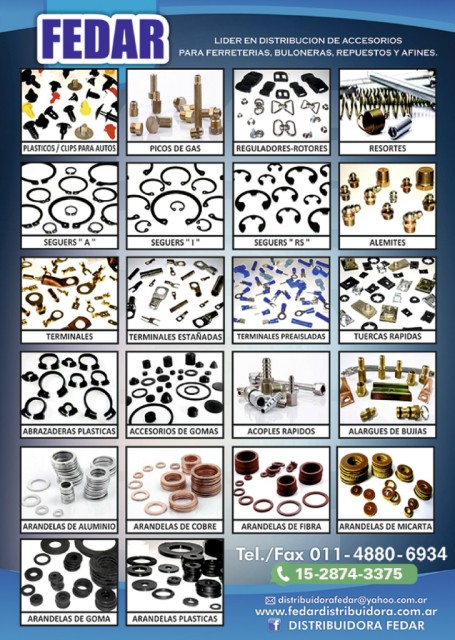 FEDAR
LIDER EN DISTRIBUCION DE ACCESORIOS
PARA FERRETERIAS, BULONERAS, REPUESTOS Y AFINES.
PLASTICOS / CLIPS PARA AUTOS
PICOS DE GAS
REGULADORES-ROTORES
RESORTES
SEGUERS " A "
SEGUERS " I "
SEGUERS " RS "
ALEMITES
TERMINALES
TERMINALES ESTAÑADAS
TERMINALES PREAISLADAS
TUERCAS RAPIDAS
ABRAZADERAS PLASTICAS
ACCESORIOS DE GOMAS
ACOPLES RAPIDOS
ALARGUES DE BUJIAS
ARANDELAS DE ALUMINIO
ARANDELAS DE COBRE
ARANDELAS DE FIBRA
ARANDELAS DE MICARTA
ARANDELAS DE GOMA
ARANDELAS PLASTICAS
Tel./Fax 011-4880-6934
15-2874-3375
distribuidorafedar@yahoo.com.ar
www.fedardistribuidora.com.ar
DISTRIBUIDORA FEDAR